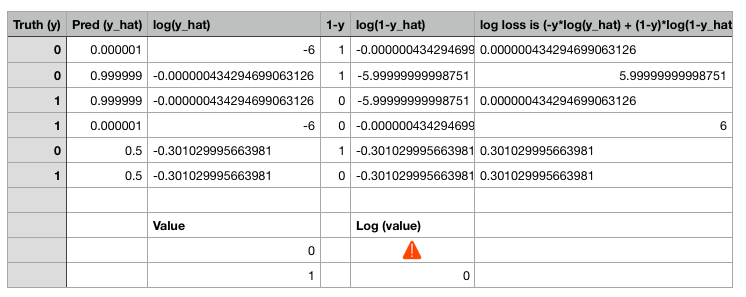 Truth (y) Pred (y_hat) log(y_hat) 1-y log(1-y_hat) log loss is (-y*log(y_hat) + (1-y)*log(1-y_hat
0 0.000001 -6 1 -0.000000434294699 0.000000434294699063126
0 0.999999 -0.000000434294699063126 1 -5.99999999998751 5.99999999998751
1 0.999999 -0.000000434294699063126 0 -5.99999999998751 0.000000434294699063126
1 0.000001 -6 0 -0.000000434294699 6
0 0.5 -0.301029995663981 1 -0.301029995663981 0.301029995663981
1 0.5 -0.301029995663981 0 -0.301029995663981 0.301029995663981
Value Log (value)
0
1 0